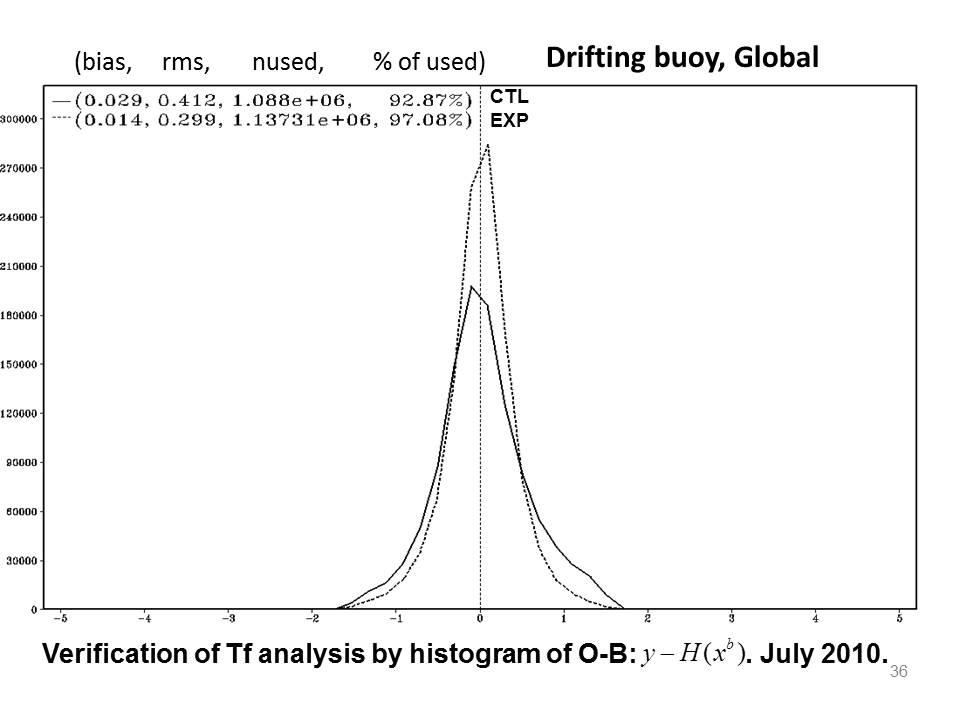 (bias, rms, nused, % of used) Drifting buoy, Global
(0.029, 0.412, 1.088e+06, 92.87%) CTL
(0.014, 0.299, 1.13731e+06, 97.08%) EXP
300000
270000
240000
210000
180000
150000
120000
90000
60000
30000
0
-5 -4 -3 -2 -1 0 1 2 3 4 5
Verification of Tf analysis by histogram of O-B: y – H(xᵇ). July 2010.
36